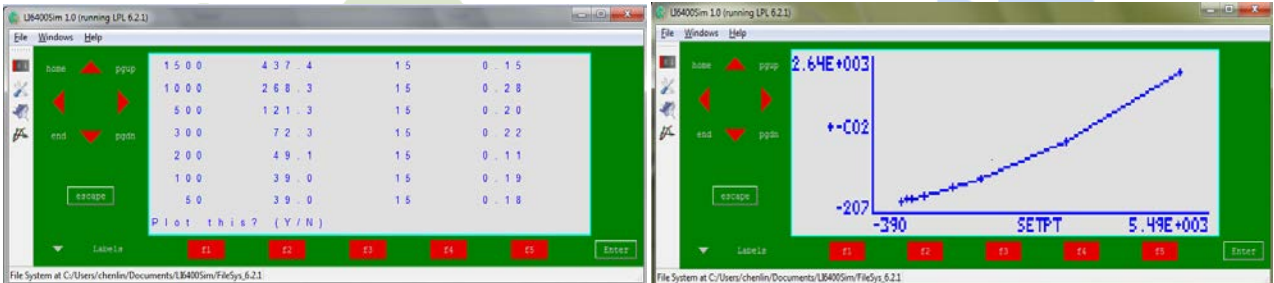 LI6400Sim 1.0 (running LPL 6.2.1)
File Windows Help
home pgup
end pgdn
escape
1500 437.4 15 0.15
1000 268.3 15 0.28
500 121.3 15 0.20
300 72.3 15 0.22
200 49.1 15 0.11
100 39.0 15 0.19
50 39.0 15 0.18
Plot this? (Y/N)
Labels f1 f2 f3 f4 f5 Enter
File System at C:/Users/chenlin/Documents/LI6400Sim/FileSys_6.2.1
LI6400Sim 1.0 (running LPL 6.2.1)
File Windows Help
home pgup
end pgdn
escape
2.64E+003
+-CO2
-207
-390 SETPT 5.49E+003
Labels f1 f2 f3 f4 f5 Enter
File System at C:/Users/chenlin/Documents/LI6400Sim/FileSys_6.2.1